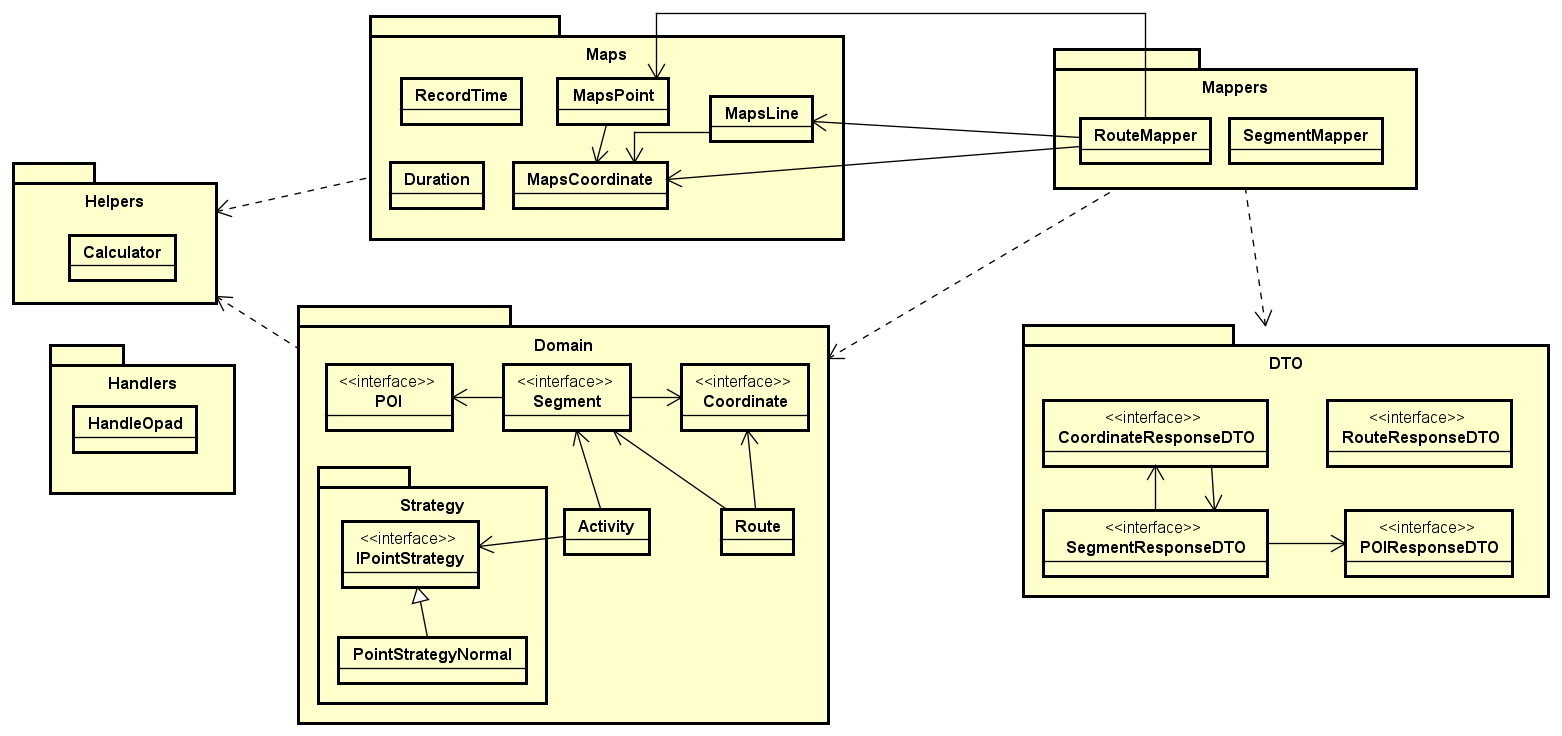 Maps
RecordTime
MapsPoint
MapsLine
Duration
MapsCoordinate
Mappers
RouteMapper
SegmentMapper
Helpers
Calculator
Handlers
HandleOpad
Domain
<<interface>>
POI
<<interface>>
Segment
<<interface>>
Coordinate
Strategy
<<interface>>
IPointStrategy
PointStrategyNormal
Activity
Route
DTO
<<interface>>
CoordinateResponseDTO
<<interface>>
RouteResponseDTO
<<interface>>
SegmentResponseDTO
<<interface>>
POIResponseDTO